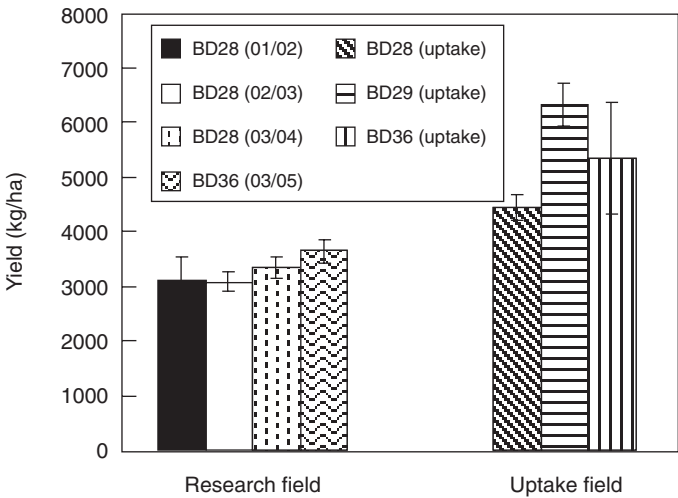 8000
7000
6000
5000
4000
3000
2000
1000
0
Yield (kg/ha)
BD28 (01/02)
BD28 (02/03)
BD28 (03/04)
BD36 (03/05)
BD28 (uptake)
BD29 (uptake)
BD36 (uptake)
Research field
Uptake field